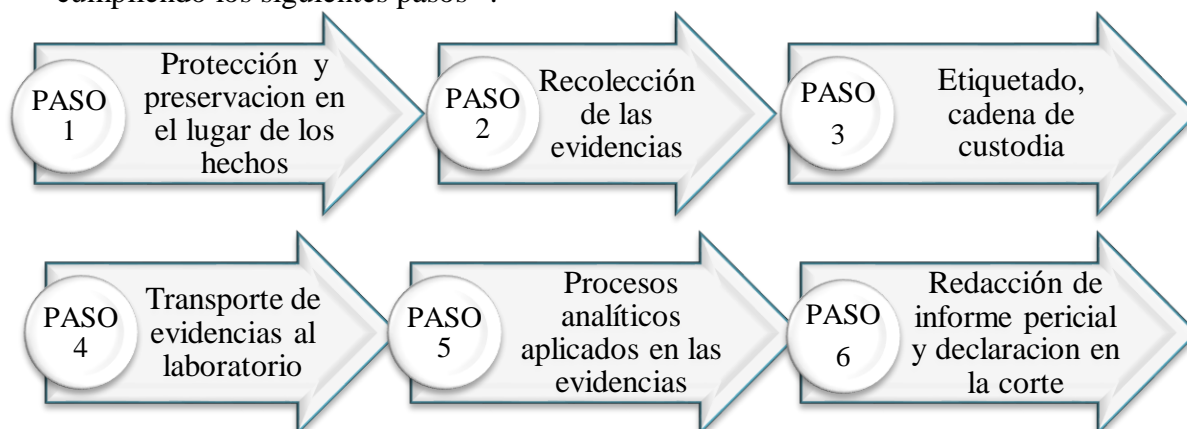 cumpliendo los siguientes pasos
PASO
1
Protección y
preservacion en
el lugar de los
hechos
PASO
2
Recolección
de las
evidencias
PASO
3
Etiquetado,
cadena de
custodia
PASO
4
Transporte de
evidencias al
laboratorio
PASO
5
Procesos
analíticos
aplicados en las
evidencias
PASO
6
Redacción de
informe pericial
y declaracion en
la corte